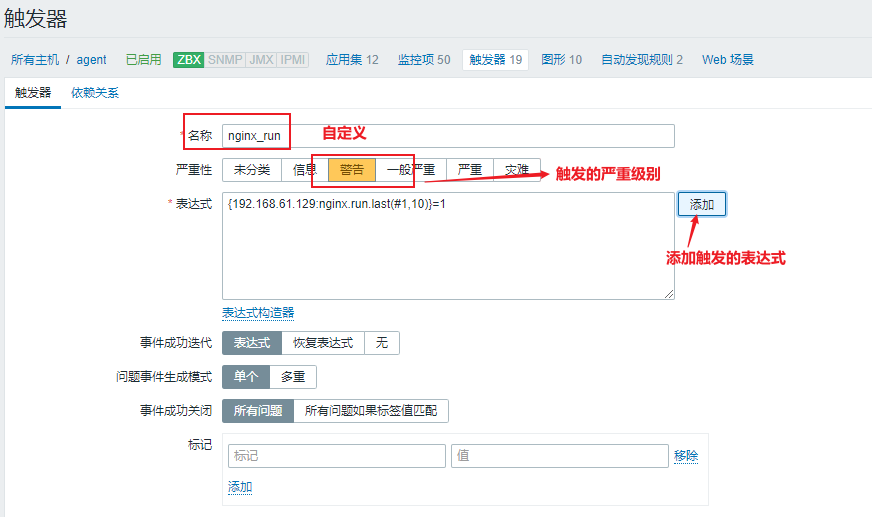 触发器
所有主机 / agent 已启用 ZBX SNMP JMX IPMI 应用集 12 监控项 50 触发器 19 图形 10 自动发现规则 2 Web 场景
触发器 依赖关系
* 名称 nginx_run 自定义
严重性 未分类 信息 警告 一般严重 严重 灾难 触发的严重级别
* 表达式 {192.168.61.129:nginx.run.last(#1,10)}=1 添加
添加触发的表达式
表达式构造器
事件成功迭代 表达式 恢复表达式 无
问题事件生成模式 单个 多重
事件成功关闭 所有问题 所有问题如果标签值匹配
标记 标记 值 移除
添加